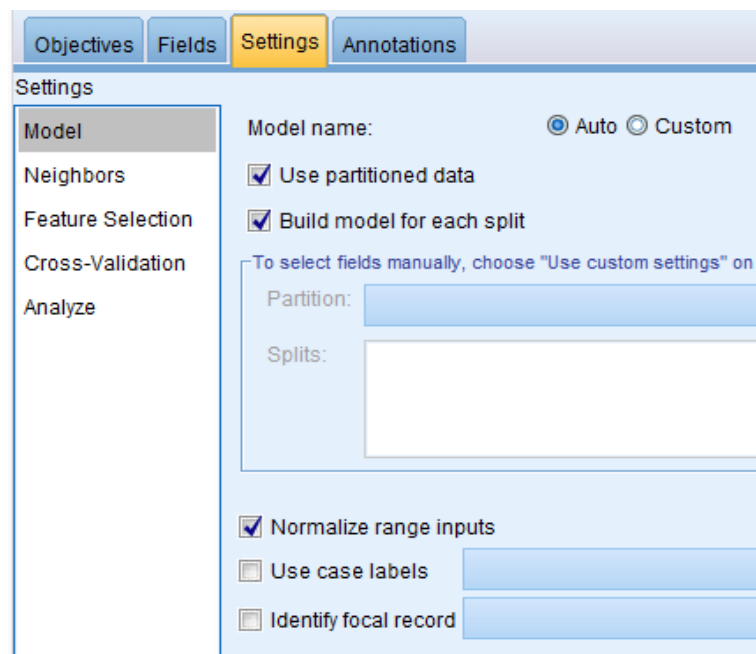 Objectives Fields Settings Annotations
Settings
Model
Neighbors
Feature Selection
Cross-Validation
Analyze
Model name: Auto Custom
Use partitioned data
Build model for each split
To select fields manually, choose "Use custom settings" on
Partition:
Splits:
Normalize range inputs
Use case labels
Identify focal record